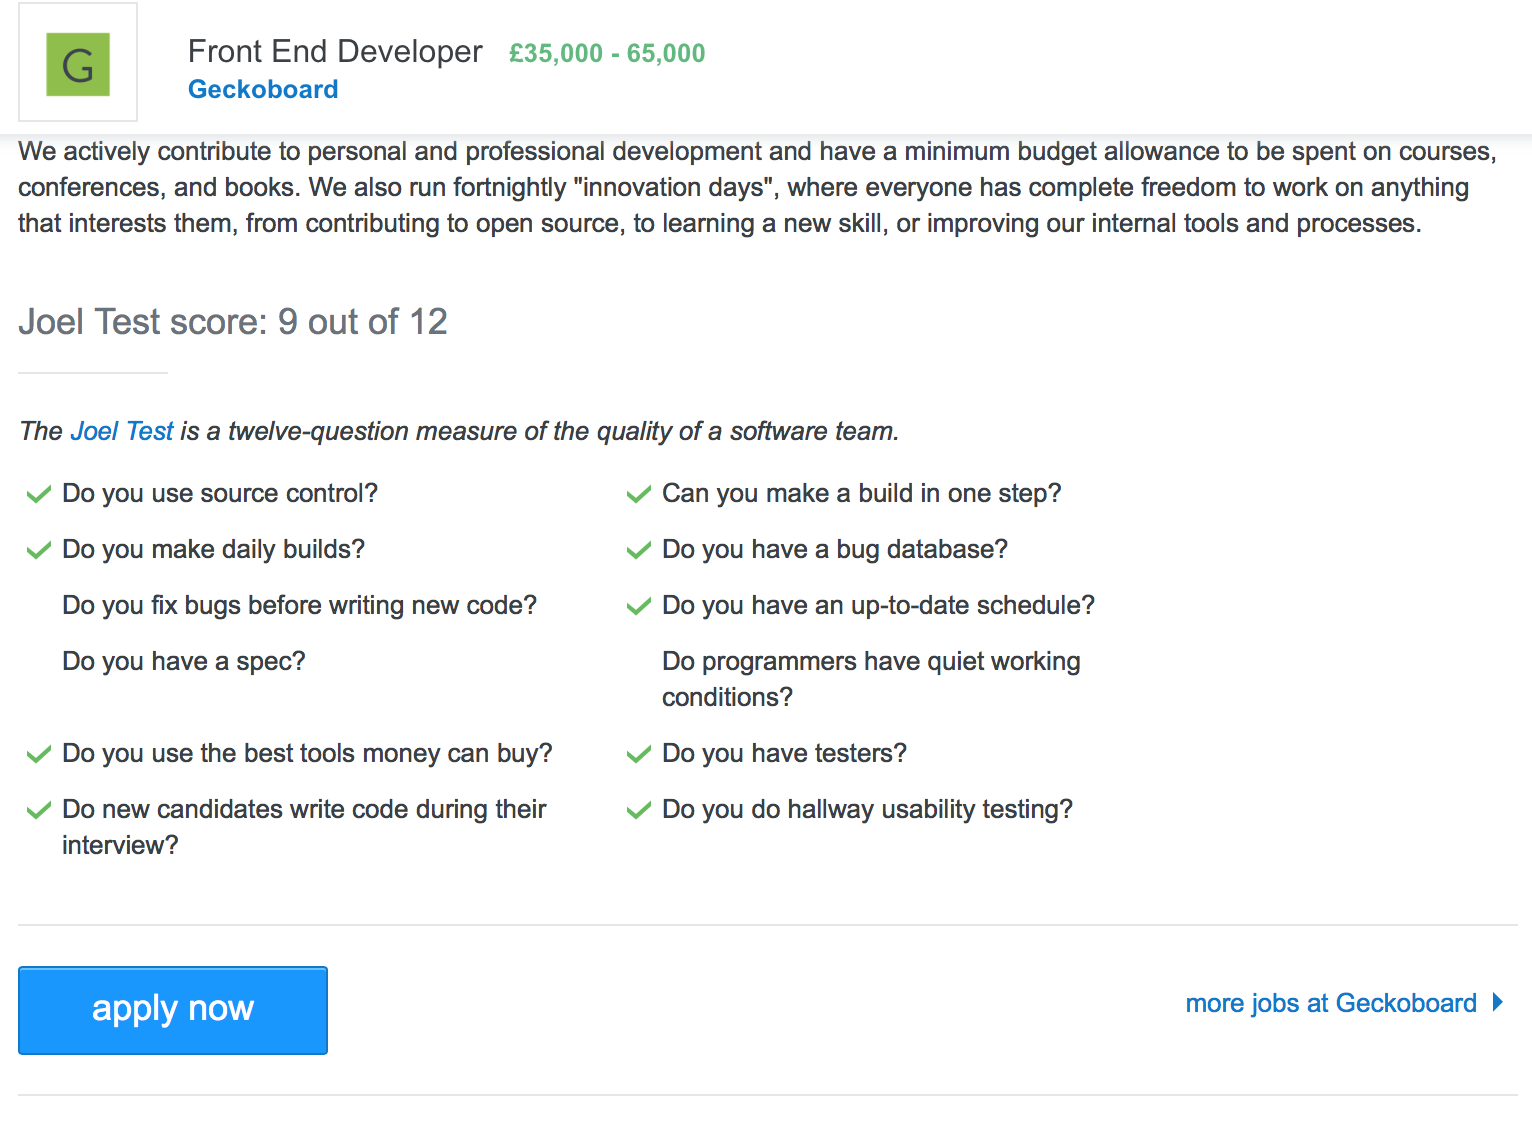 G
Front End Developer £35,000 - 65,000
Geckoboard
We actively contribute to personal and professional development and have a minimum budget allowance to be spent on courses,
conferences, and books. We also run fortnightly "innovation days", where everyone has complete freedom to work on anything
that interests them, from contributing to open source, to learning a new skill, or improving our internal tools and processes.
Joel Test score: 9 out of 12
The Joel Test is a twelve-question measure of the quality of a software team.
Do you use source control?
Can you make a build in one step?
Do you make daily builds?
Do you have a bug database?
Do you fix bugs before writing new code?
Do you have an up-to-date schedule?
Do you have a spec?
Do programmers have quiet working
conditions?
Do you use the best tools money can buy?
Do you have testers?
Do new candidates write code during their
interview?
Do you do hallway usability testing?
apply now
more jobs at Geckoboard